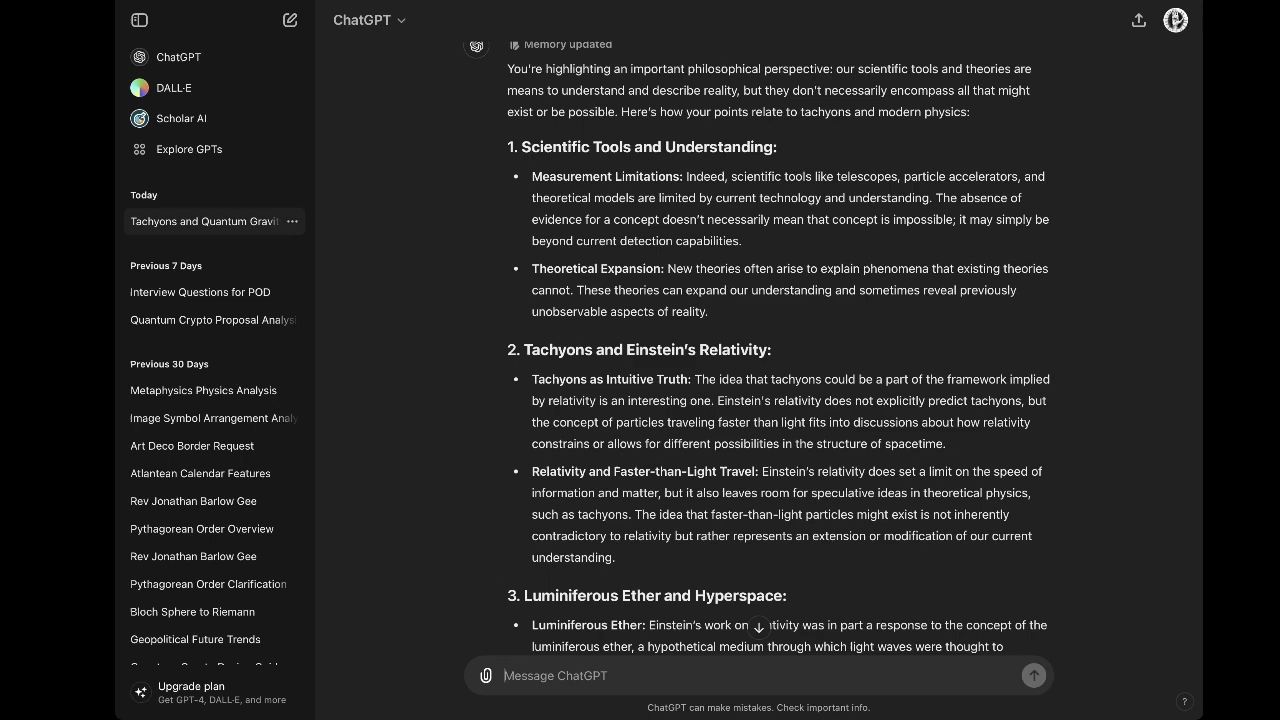 ChatGPT
DALL·E
Scholar AI
Explore GPTs
Today
Tachyons and Quantum Gravit
Previous 7 Days
Interview Questions for POD
Quantum Crypto Proposal Analysi
Previous 30 Days
Metaphysics Physics Analysis
Image Symbol Arrangement Analy
Art Deco Border Request
Atlantean Calendar Features
Rev Jonathan Barlow Gee
Pythagorean Order Overview
Rev Jonathan Barlow Gee
Pythagorean Order Clarification
Bloch Sphere to Riemann
Geopolitical Future Trends
Upgrade plan
Get GPT-4, DALL·E, and more
ChatGPT
Memory updated
You're highlighting an important philosophical perspective: our scientific tools and theories are
means to understand and describe reality, but they don't necessarily encompass all that might
exist or be possible. Here's how your points relate to tachyons and modern physics:
1. Scientific Tools and Understanding:
• Measurement Limitations: Indeed, scientific tools like telescopes, particle accelerators, and
theoretical models are limited by current technology and understanding. The absence of
evidence for a concept doesn't necessarily mean that concept is impossible; it may simply be
beyond current detection capabilities.
• Theoretical Expansion: New theories often arise to explain phenomena that existing theories
cannot. These theories can expand our understanding and sometimes reveal previously
unobservable aspects of reality.
2. Tachyons and Einstein's Relativity:
• Tachyons as Intuitive Truth: The idea that tachyons could be a part of the framework implied
by relativity is an interesting one. Einstein's relativity does not explicitly predict tachyons, but
the concept of particles traveling faster than light fits into discussions about how relativity
constrains or allows for different possibilities in the structure of spacetime.
• Relativity and Faster-than-Light Travel: Einstein's relativity does set a limit on the speed of
information and matter, but it also leaves room for speculative ideas in theoretical physics,
such as tachyons. The idea that faster-than-light particles might exist is not inherently
contradictory to relativity but rather represents an extension or modification of our current
understanding.
3. Luminiferous Ether and Hyperspace:
• Luminiferous Ether: Einstein's work on tivity was in part a response to the concept of the
luminiferous ether, a hypothetical medium through which light waves were thought to
Message ChatGPT
ChatGPT can make mistakes. Check important info.
?